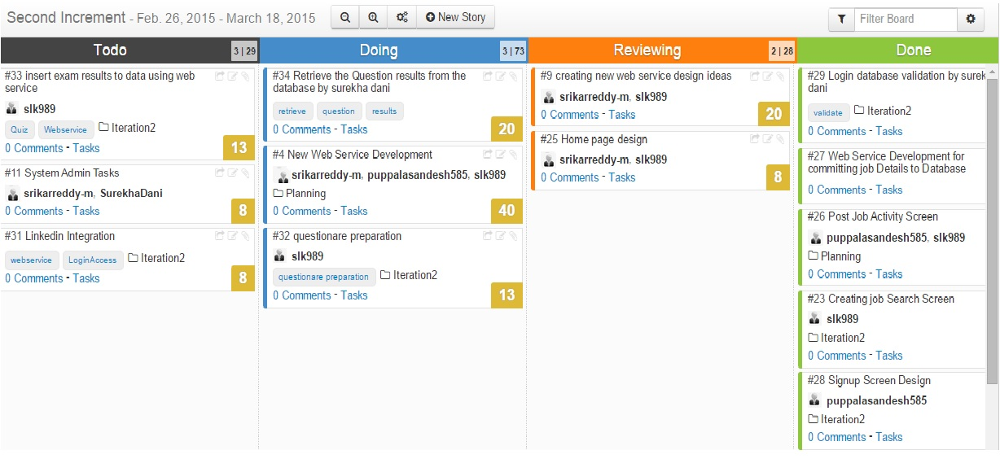 Second Increment - Feb. 26, 2015 - March 18, 2015
New Story
Filter Board
Todo
3 | 29
#33 insert exam results to data using web
service
slk989
Quiz Webservice Iteration2
0 Comments - Tasks
13
#11 System Admin Tasks
srikarreddy-m, SurekhaDani
0 Comments - Tasks
8
#31 Linkedin Integration
webservice LoginAccess Iteration2
0 Comments - Tasks
8
Doing
3 | 73
#34 Retrieve the Question results from the
database by surekha dani
retrieve question results
0 Comments - Tasks
20
#4 New Web Service Development
srikarreddy-m, puppalasandesh585, slk989
Planning
0 Comments - Tasks
40
#32 questionare preparation
slk989
questionare preparation Iteration2
0 Comments - Tasks
13
Reviewing
2 | 28
#9 creating new web service design ideas
srikarreddy-m, slk989
0 Comments - Tasks
20
#25 Home page design
srikarreddy-m, slk989
0 Comments - Tasks
8
Done
#29 Login database validation by surek
dani
validate Iteration2
0 Comments - Tasks
#27 Web Service Development for
committing job Details to Database
0 Comments - Tasks
#26 Post Job Activity Screen
puppalasandesh585, slk989
Planning
0 Comments - Tasks
#23 Creating job Search Screen
slk989
Iteration2
0 Comments - Tasks
#28 Signup Screen Design
puppalasandesh585
Iteration2
0 Comments - Tasks